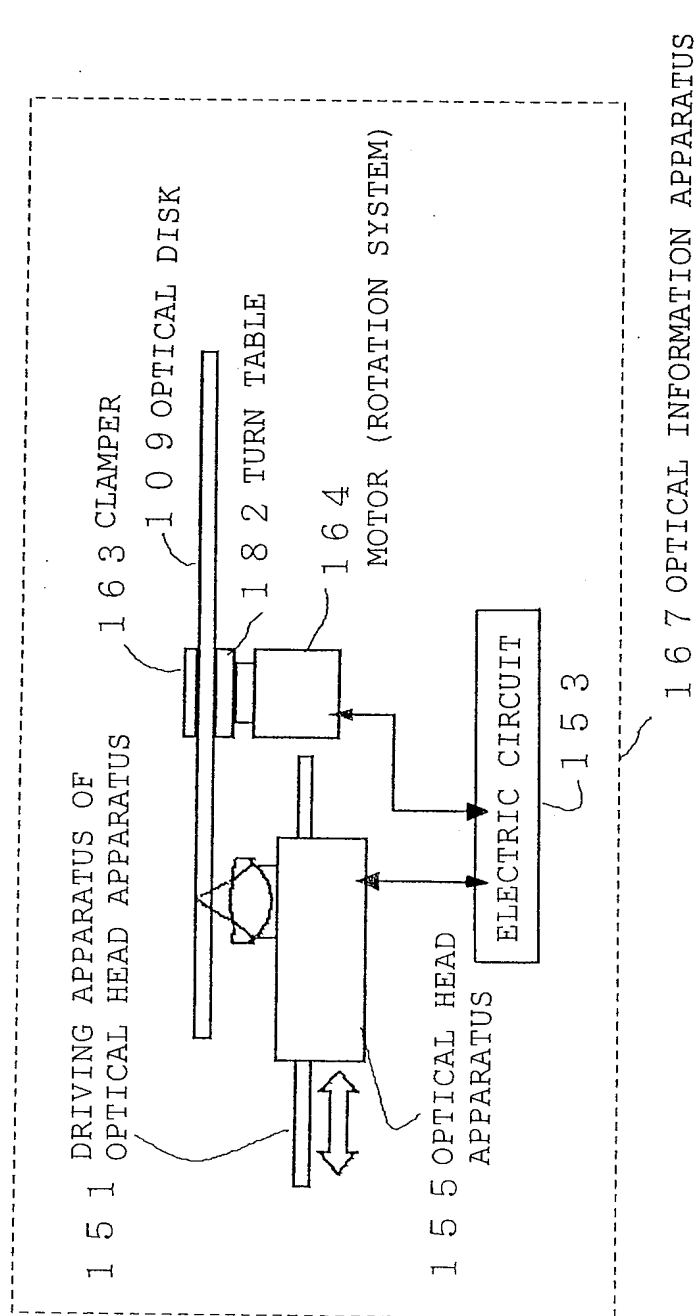 151 DRIVING APPARATUS OF
OPTICAL HEAD APPARATUS
163 CLAMPER
109 OPTICAL DISK
182 TURN TABLE
164
MOTOR (ROTATION SYSTEM)
155 OPTICAL HEAD
APPARATUS
ELECTRIC CIRCUIT
153
167 OPTICAL INFORMATION APPARATUS